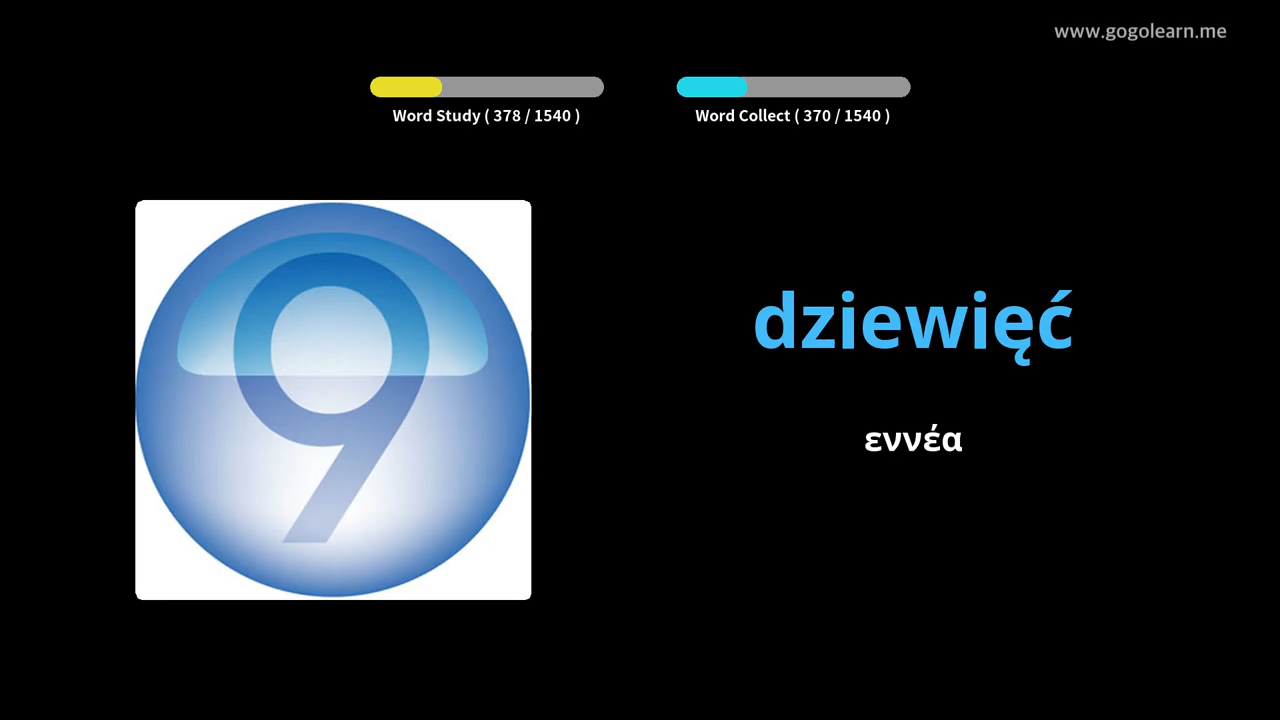 www.gogolearn.me
Word Study ( 378 / 1540 )
Word Collect ( 370 / 1540 )
9
dziewięć
εννέα